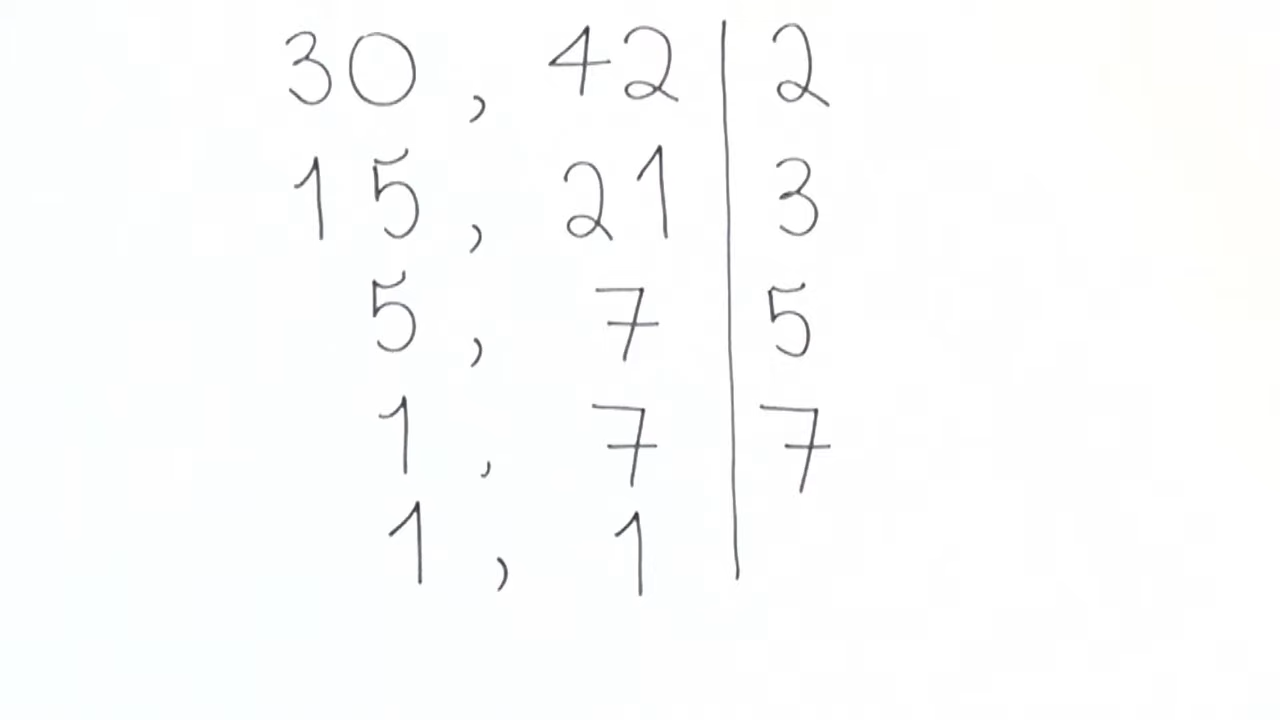 30 , 42 | 2
15 , 21 | 3
5 , 7 | 5
1 , 7 | 7
1 , 1 |